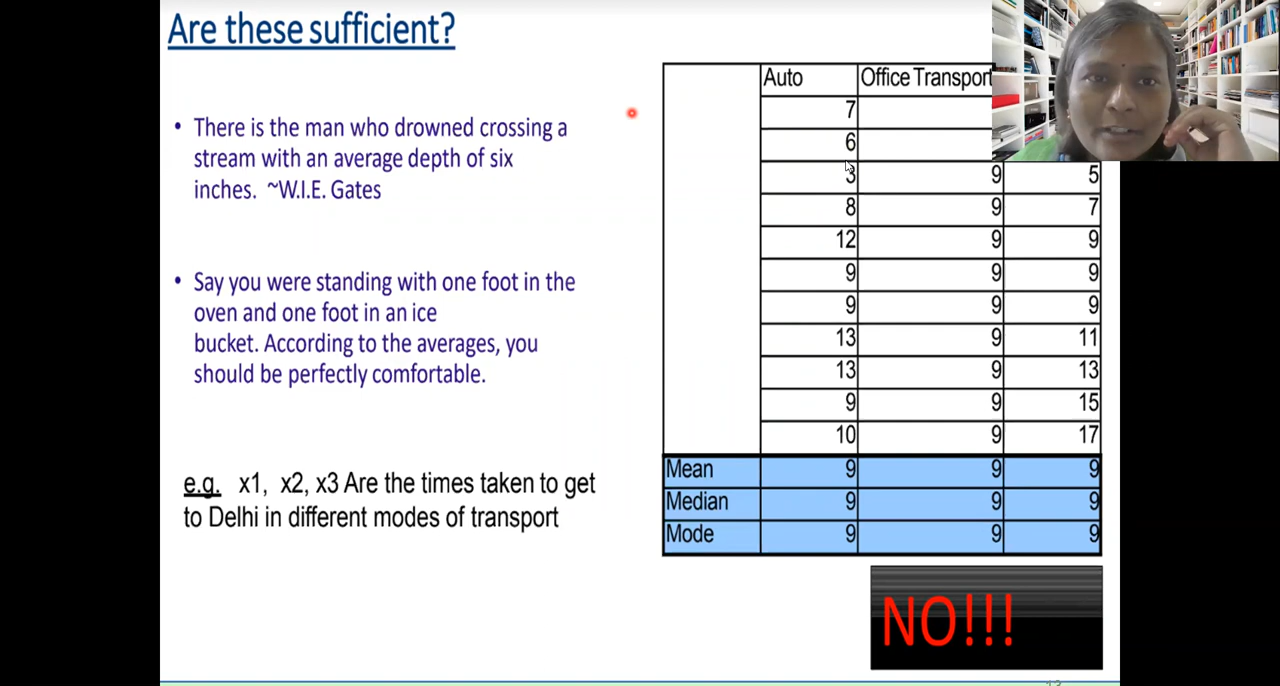 Are these sufficient?
• There is the man who drowned crossing a
stream with an average depth of six
inches. ~W.I.E. Gates
• Say you were standing with one foot in the
oven and one foot in an ice
bucket. According to the averages, you
should be perfectly comfortable.
e.g. x1, x2, x3 Are the times taken to get
to Delhi in different modes of transport
Auto Office Transport
7
6
3 9 5
8 9 7
12 9 9
9 9 9
9 9 9
13 9 11
13 9 13
9 9 15
10 9 17
Mean 9 9 9
Median 9 9 9
Mode 9 9 9
NO!!!